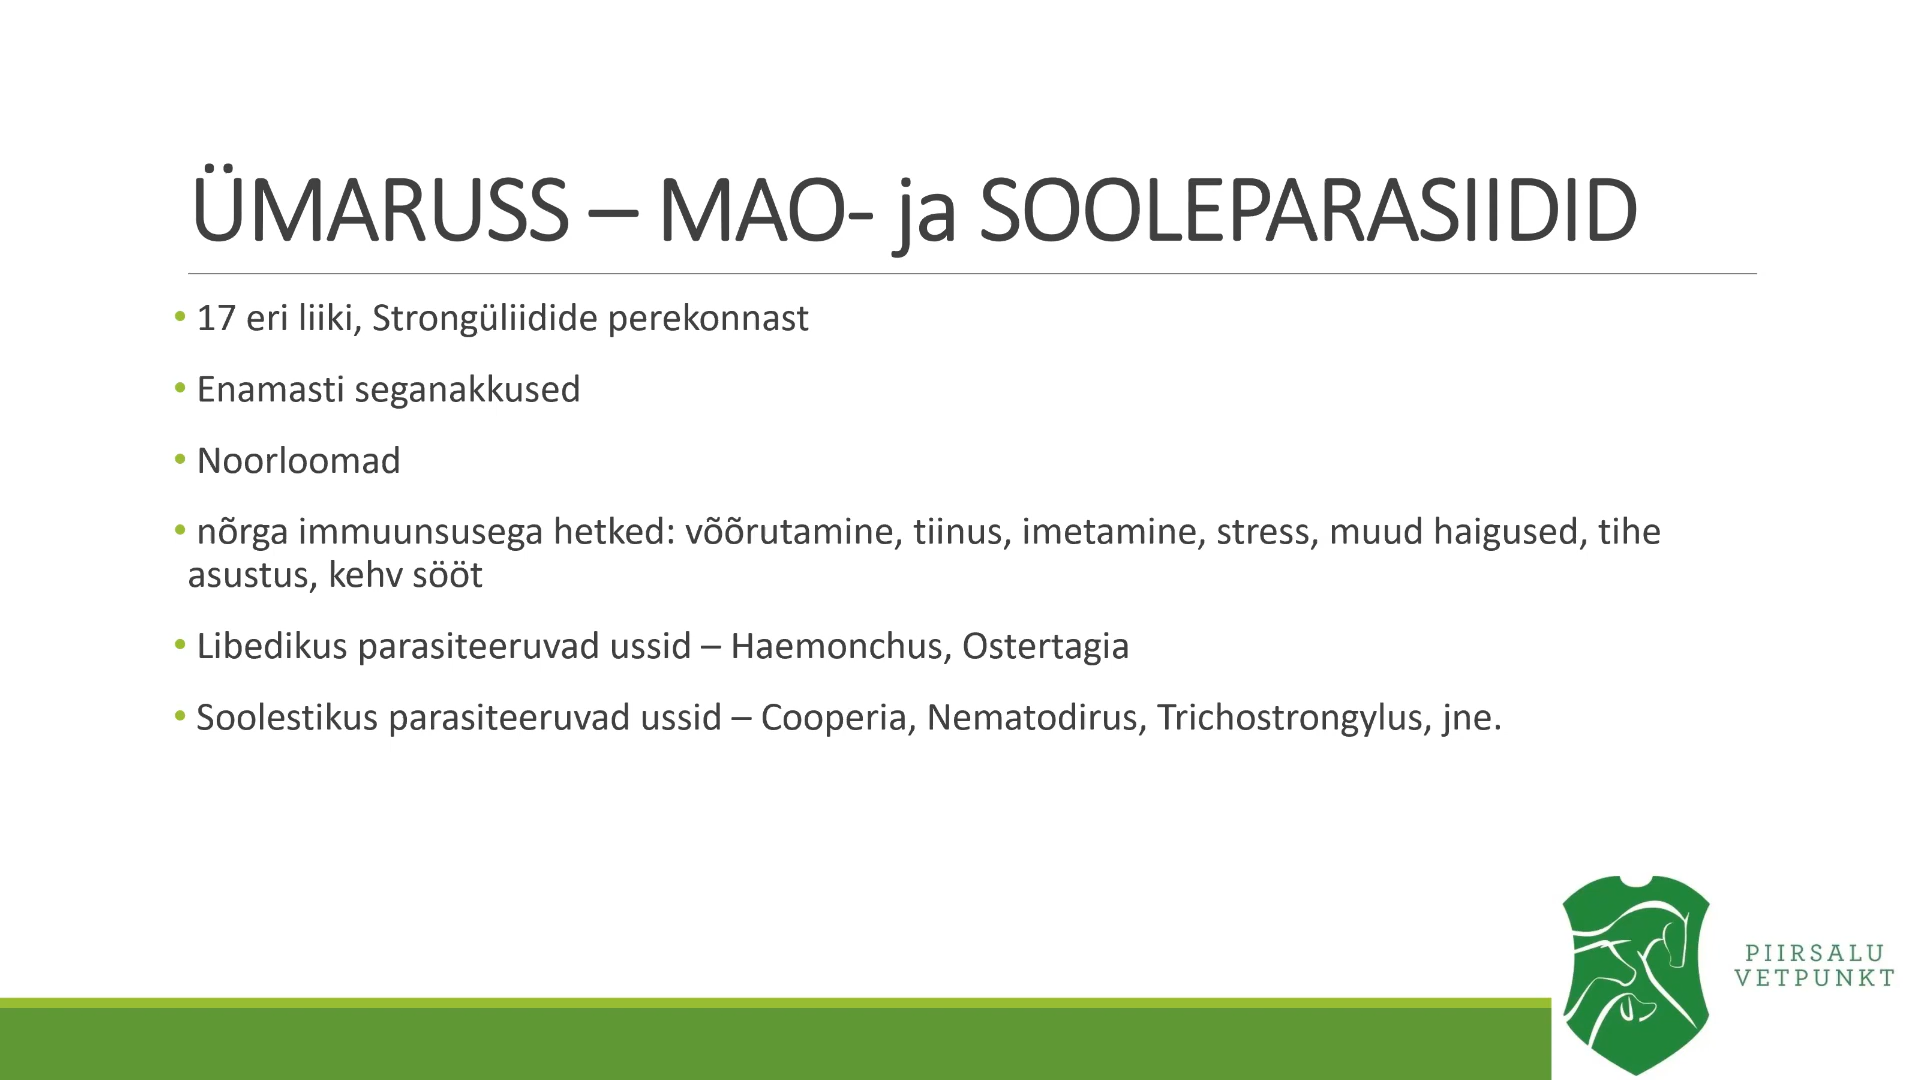 ÜMARUSS – MAO- ja SOOLEPARASIIDID
• 17 eri liiki, Strongüliidide perekonnast
• Enamasti seganakkused
• Noorloomad
• nõrga immuunsusega hetked: võõrutamine, tiinus, imetamine, stress, muud haigused, tihe
asustus, kehv sööt
• Libedikus parasiteeruvad ussid – Haemonchus, Ostertagia
• Soolestikus parasiteeruvad ussid – Cooperia, Nematodirus, Trichostrongylus, jne.
PIIRSALU
VETPUNKT